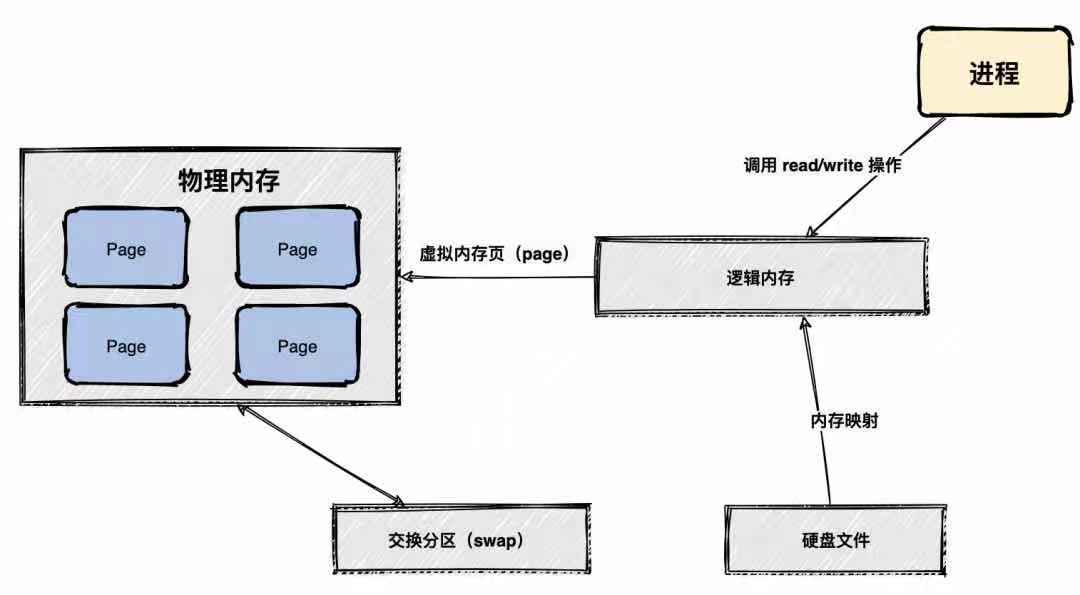 进程
调用 read/write 操作
物理内存
Page
Page
虚拟内存页（page）
逻辑内存
Page
Page
内存映射
交换分区（swap）
硬盘文件